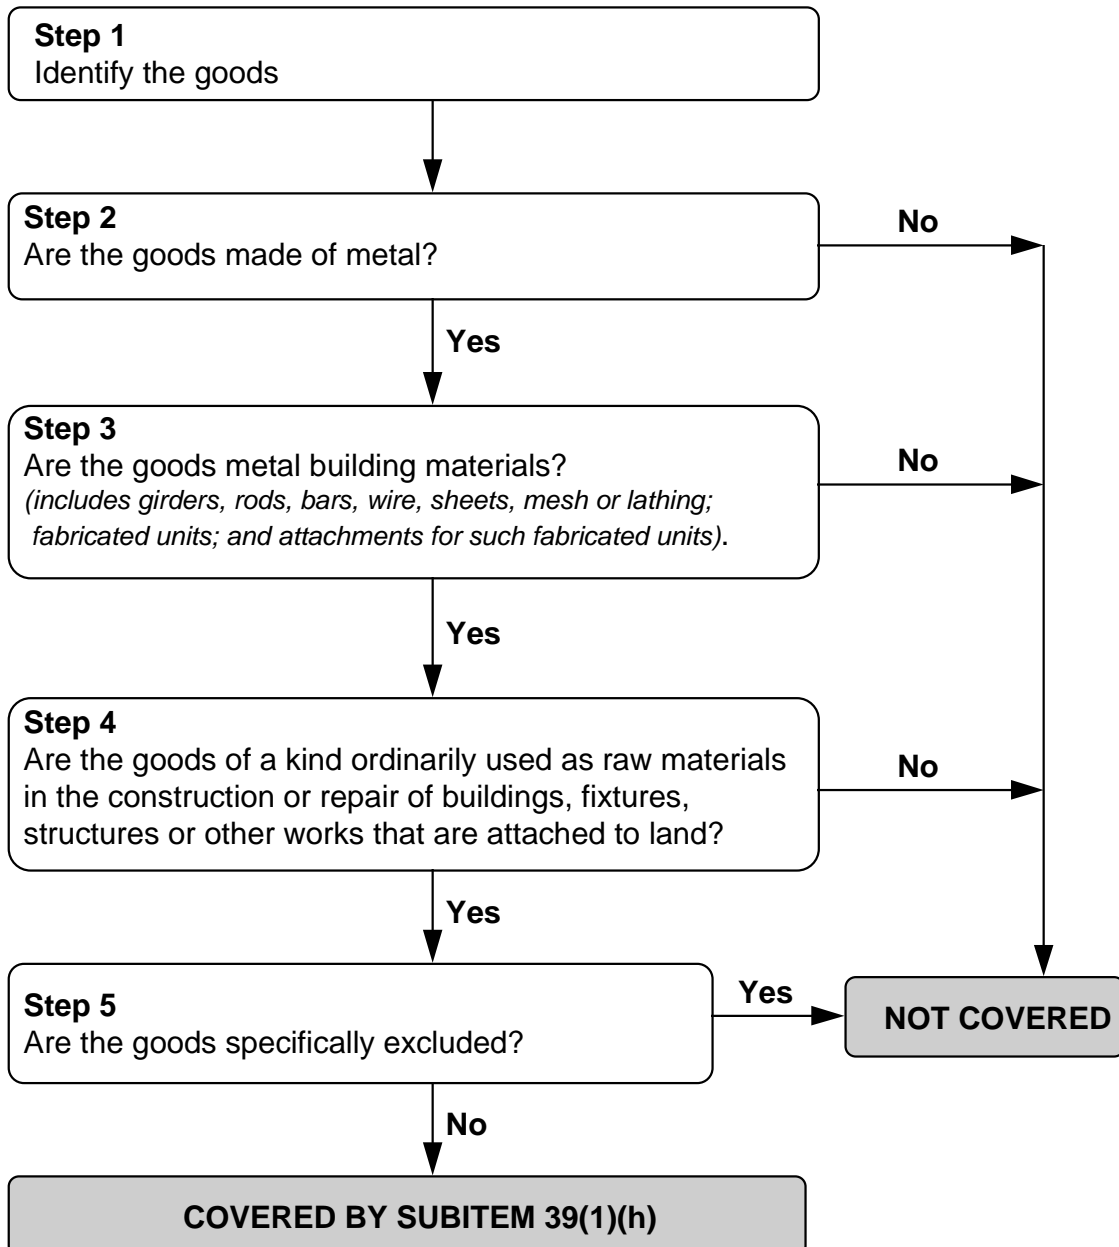 Step 1
Identify the goods
Step 2
Are the goods made of metal?
No
Yes
Step 3
Are the goods metal building materials?
(includes girders, rods, bars, wire, sheets, mesh or lathing;
fabricated units; and attachments for such fabricated units).
No
Yes
Step 4
Are the goods of a kind ordinarily used as raw materials
in the construction or repair of buildings, fixtures,
structures or other works that are attached to land?
No
Yes
Step 5
Are the goods specifically excluded?
Yes
NOT COVERED
No
COVERED BY SUBITEM 39(1)(h)